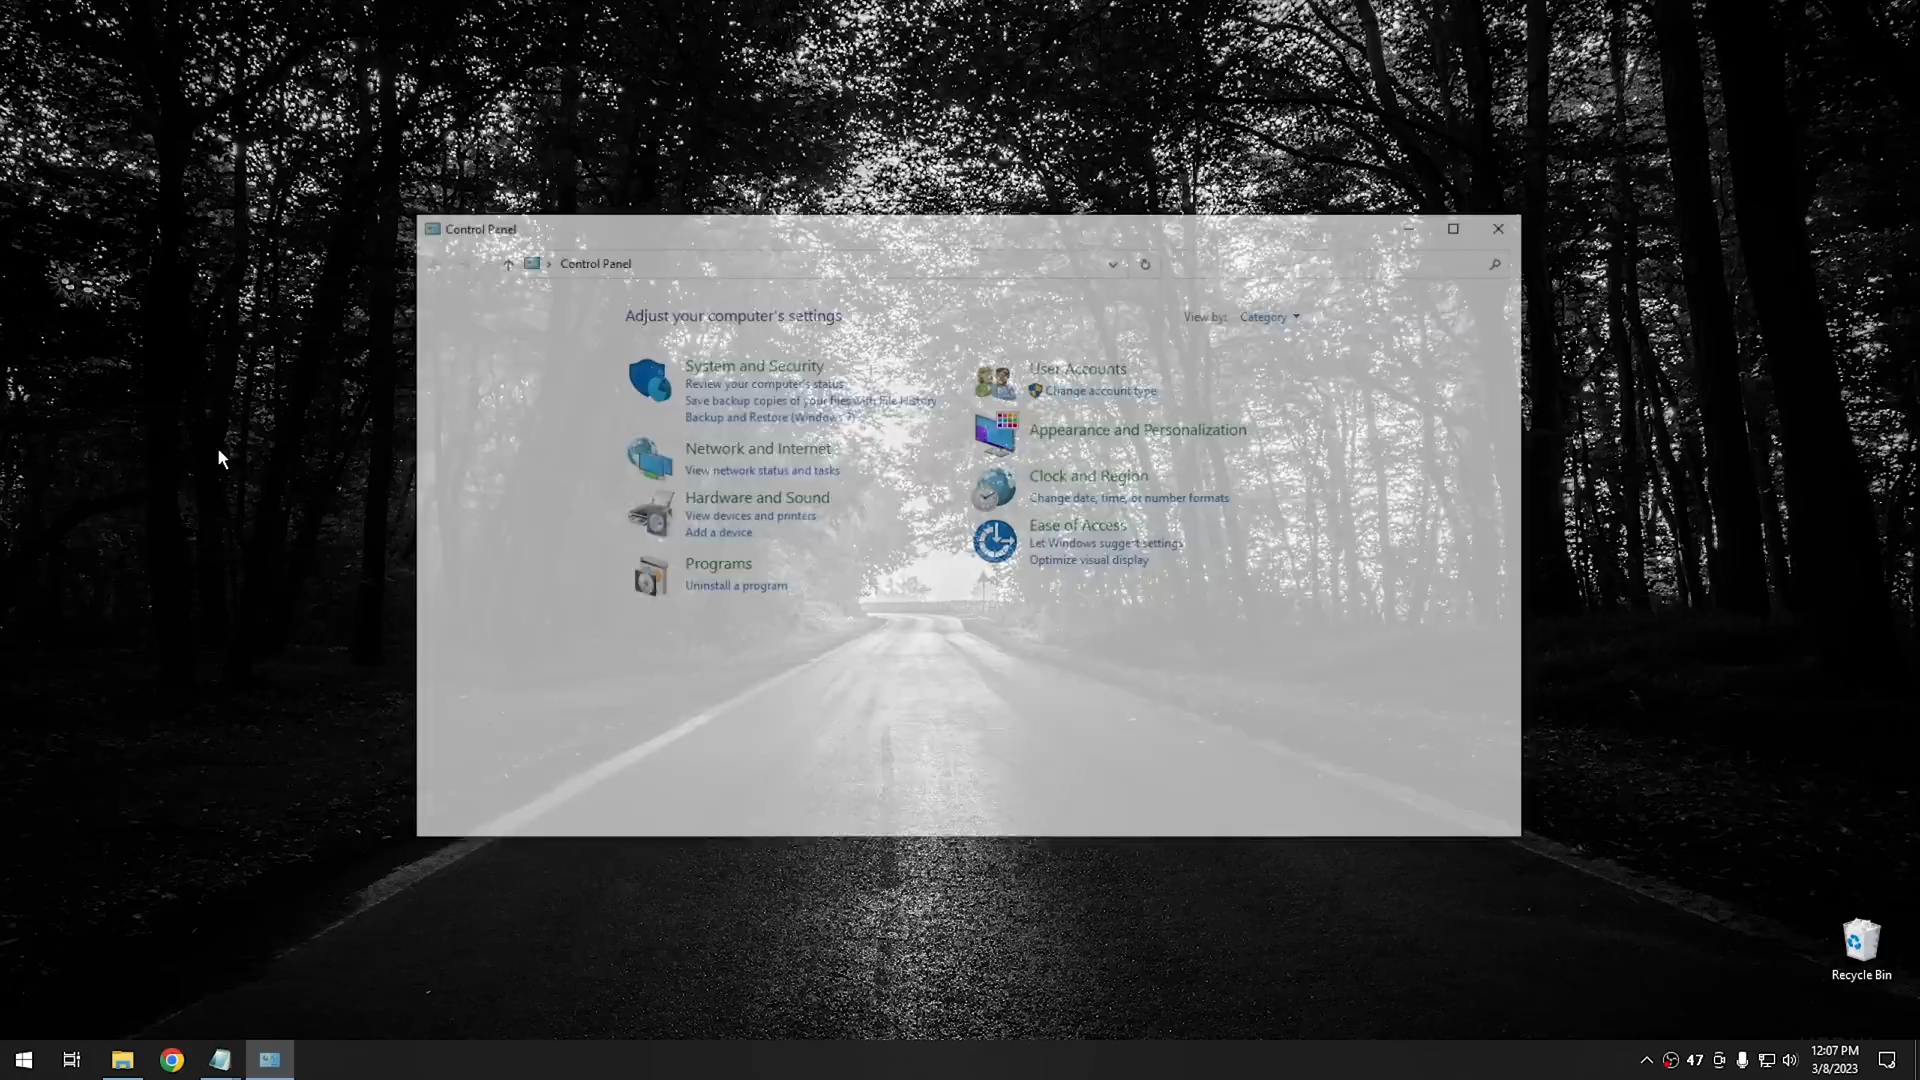 Control Panel
Control Panel
Adjust your computer's settings
View by: Category
System and Security
Review your computer's status
Save backup copies of your files with File History
Backup and Restore (Windows 7)
Network and Internet
View network status and tasks
Hardware and Sound
View devices and printers
Add a device
Programs
Uninstall a program
User Accounts
Change account type
Appearance and Personalization
Clock and Region
Change date, time, or number formats
Ease of Access
Let Windows suggest settings
Optimize visual display
Recycle Bin
47
12:07 PM
3/8/2023